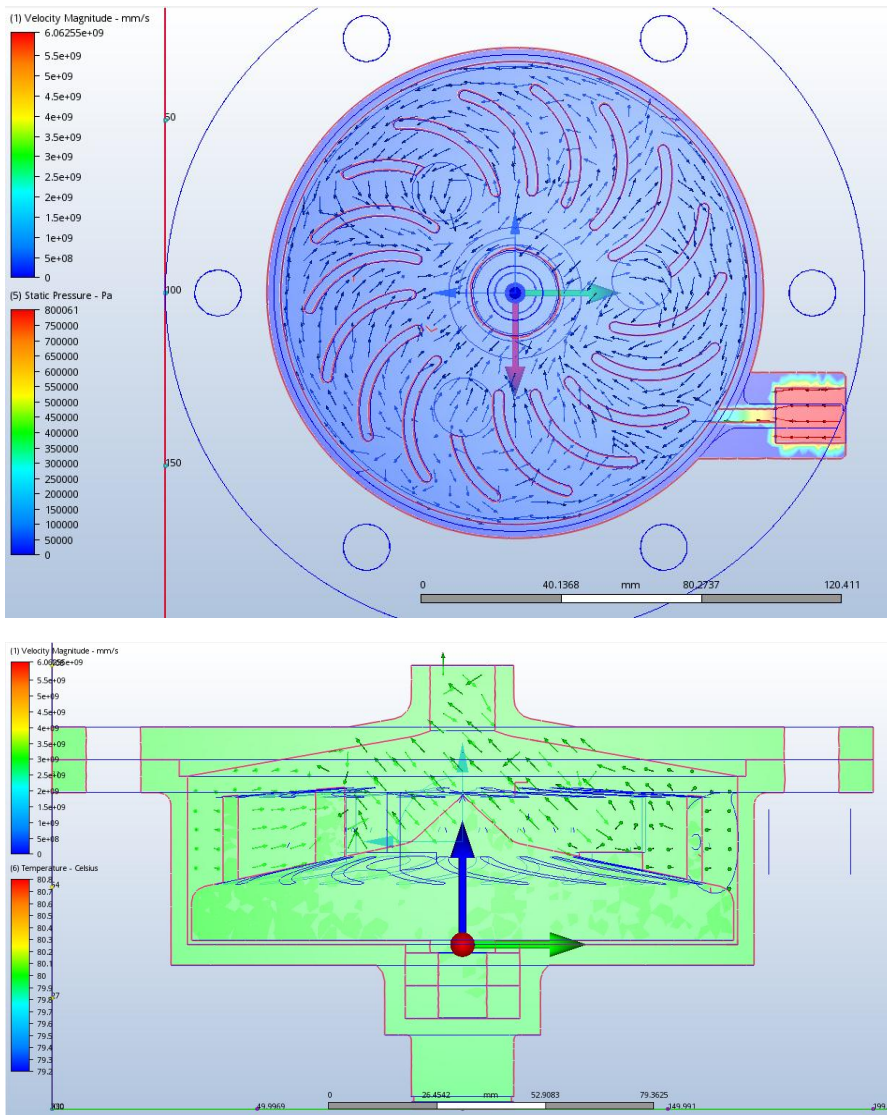 (1) Velocity Magnitude - mm/s
6.06255e+09
5.5e+09
5e+09
4.5e+09
4e+09
3.5e+09
3e+09
2.5e+09
2e+09
1.5e+09
1e+09
5e+08
0
50
(5) Static Pressure - Pa
100
800061
750000
700000
650000
600000
550000
500000
450000
400000
350000
300000
250000
200000
150000
100000
50000
0
0 40.1368 mm 80.2737 120.411
(1) Velocity Magnitude - mm/s
5.5e+09
5e+09
4.5e+09
4e+09
3.5e+09
3e+09
2.5e+09
2e+09
1.5e+09
1e+09
5e+08
0
(6) Temperature - Celsius
80.7
80.6
80.5
80.4
80.3
80.2
80.1
80
79.9
79.8
79.7
79.6
79.5
79.4
79.3
79.2
0 26.4542 mm 52.9083 79.3625
49.9969 149.991